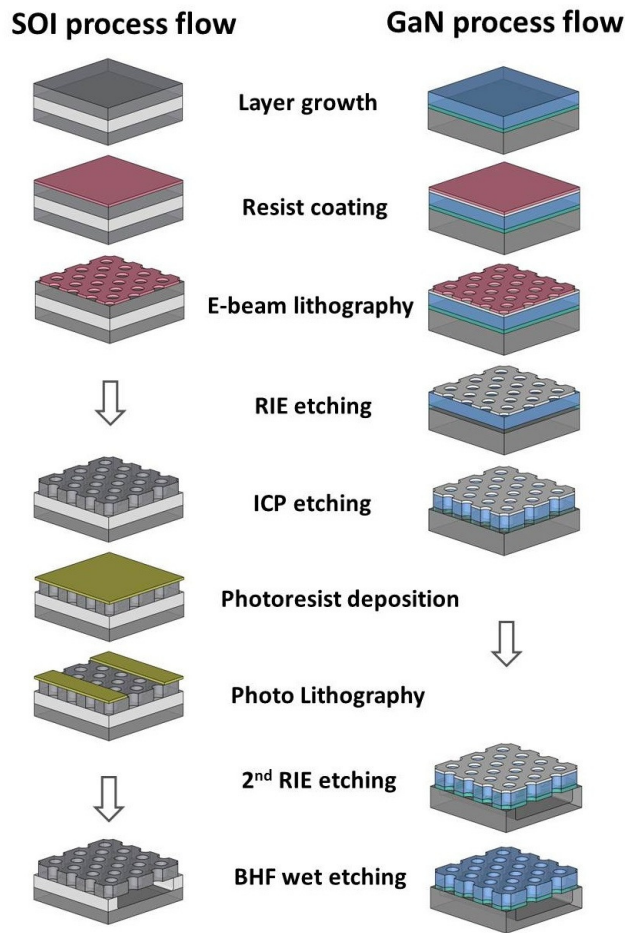 SOI process flow
GaN process flow
Layer growth
Resist coating
E-beam lithography
RIE etching
ICP etching
Photoresist deposition
Photo Lithography
2nd RIE etching
BHF wet etching